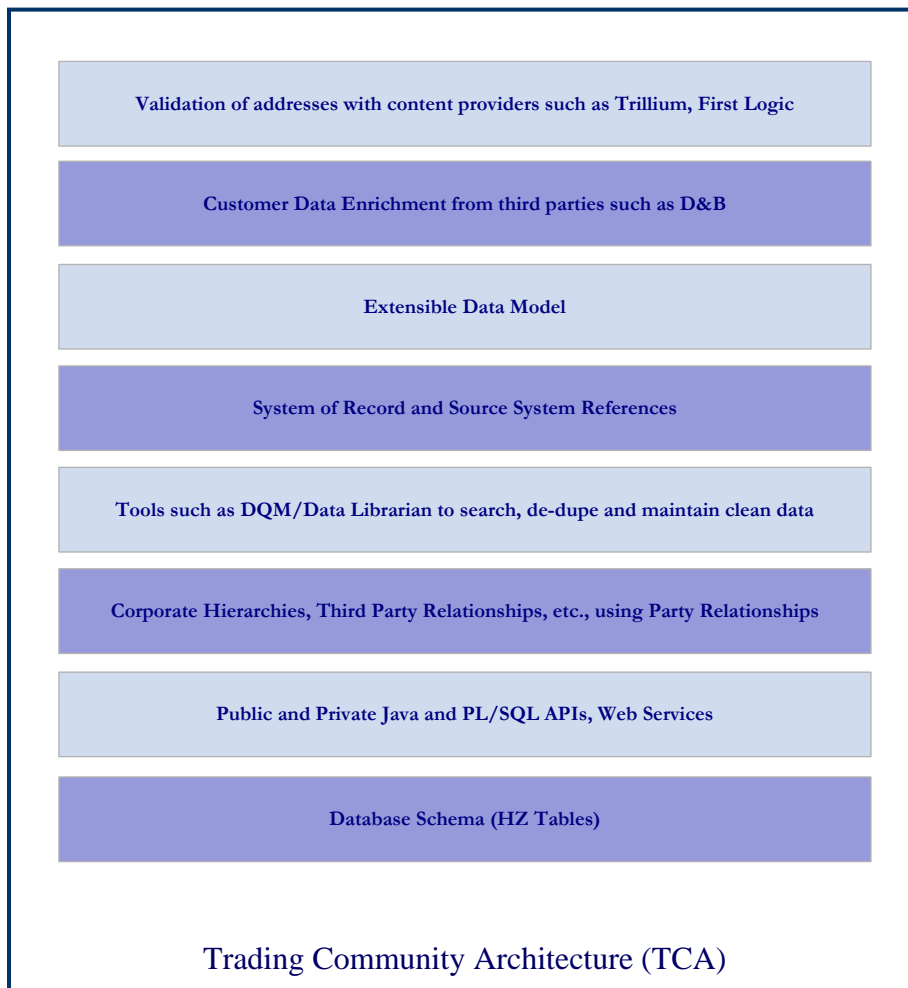 Validation of addresses with content providers such as Trillium, First Logic
Customer Data Enrichment from third parties such as D&B
Extensible Data Model
System of Record and Source System References
Tools such as DQM/Data Librarian to search, de-dupe and maintain clean data
Corporate Hierarchies, Third Party Relationships, etc., using Party Relationships
Public and Private Java and PL/SQL APIs, Web Services
Database Schema (HZ Tables)
Trading Community Architecture (TCA)